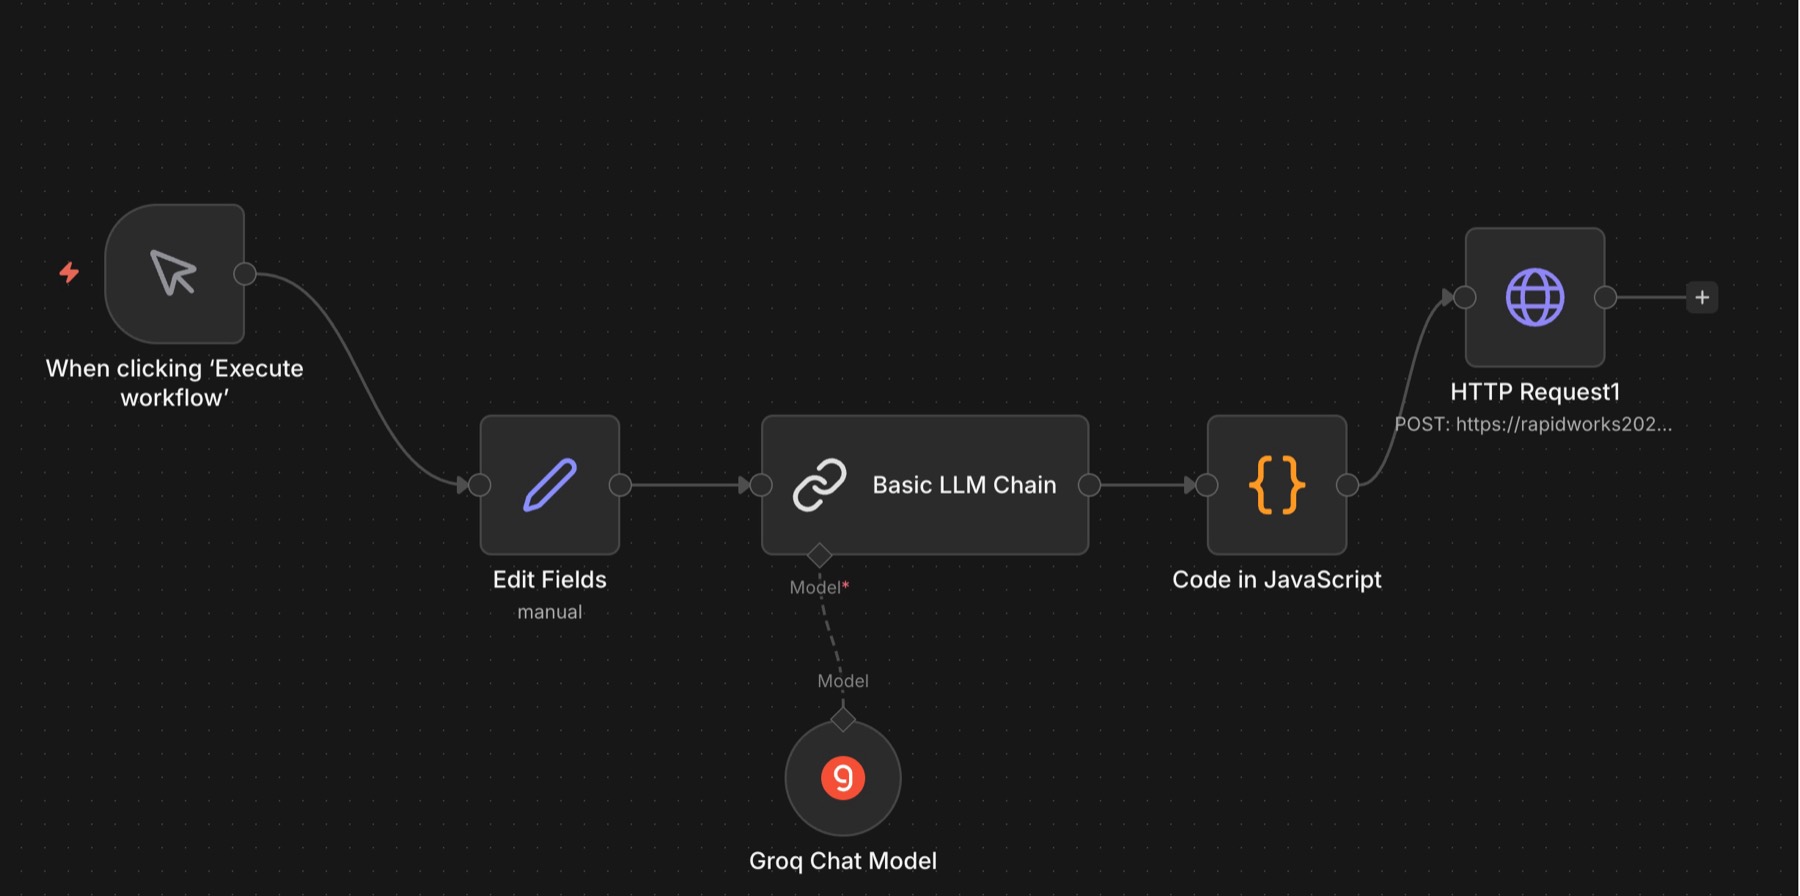 When clicking ‘Execute
workflow’
Edit Fields
manual
Basic LLM Chain
Model*
Model
Groq Chat Model
Code in JavaScript
HTTP Request1
POST: https://rapidworks202...